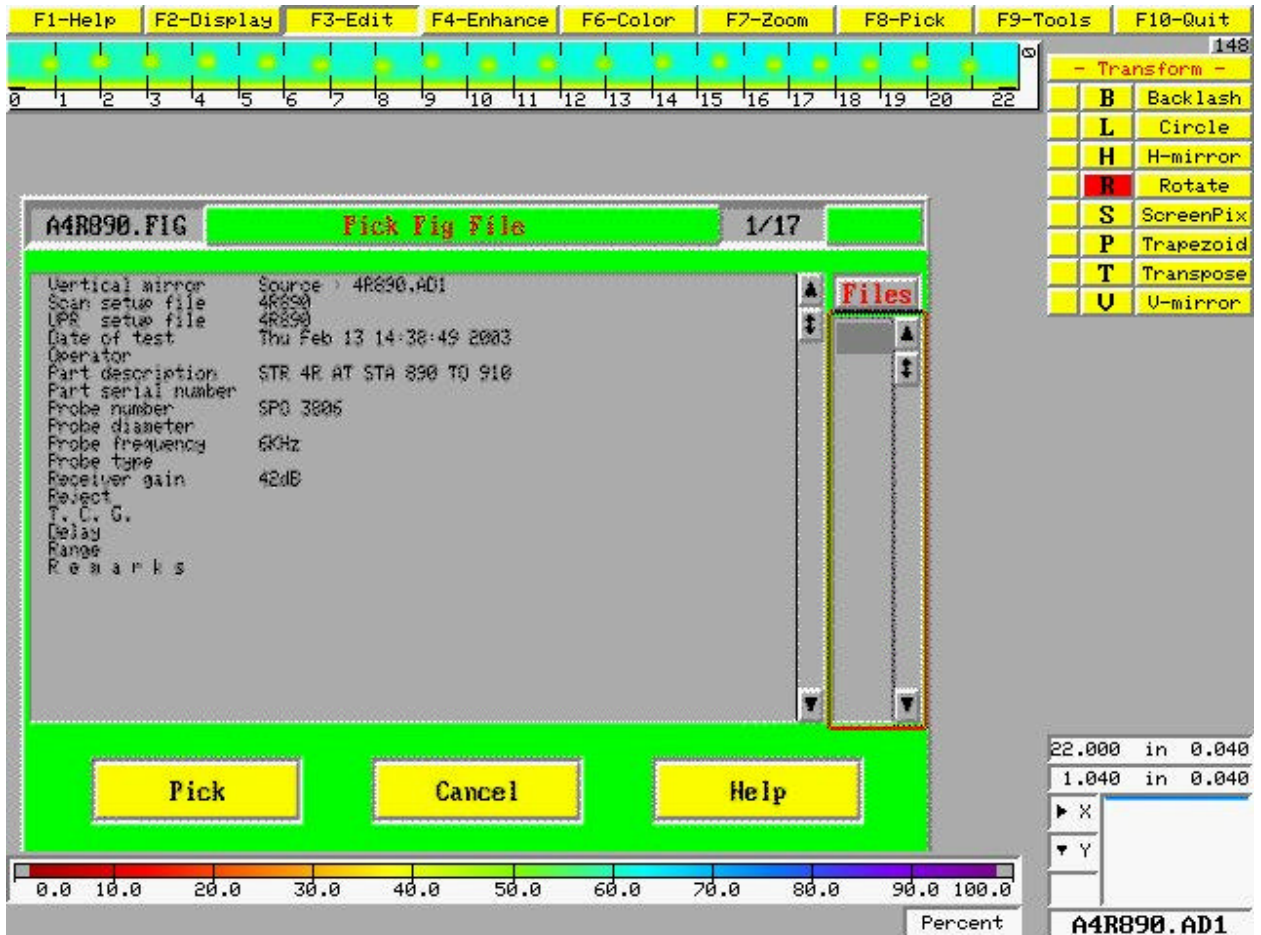 F1-Help F2-Display F3-Edit F4-Enhance F6-Color F7-Zoom F8-Pick F9-Tools F10-Quit
148
0 1 2 3 4 5 6 7 8 9 10 11 12 13 14 15 16 17 18 19 20 22
- Transform -
B Backlash
L Circle
H H-mirror
R Rotate
S ScreenPix
P Trapezoid
T Transpose
V V-mirror
A4R890.FIG Pick Fig File 1/17
Files
Vertical mirror Source : 4R890.AD1
Scan setup file 4R890
UPR setup file 4R890
Date of test Thu Feb 13 14:38:49 2003
Operator
Part description STR 4R AT STA 890 TO 910
Part serial number
Probe number SPO 3806
Probe diameter
Probe frequency 6KHz
Probe type
Receiver gain 42dB
Reject
T. C. G.
Delay
Range
R e m a r k s
Pick Cancel Help
22.000 in 0.040
1.040 in 0.040
X
Y
0.0 10.0 20.0 30.0 40.0 50.0 60.0 70.0 80.0 90.0 100.0
Percent
A4R890.AD1